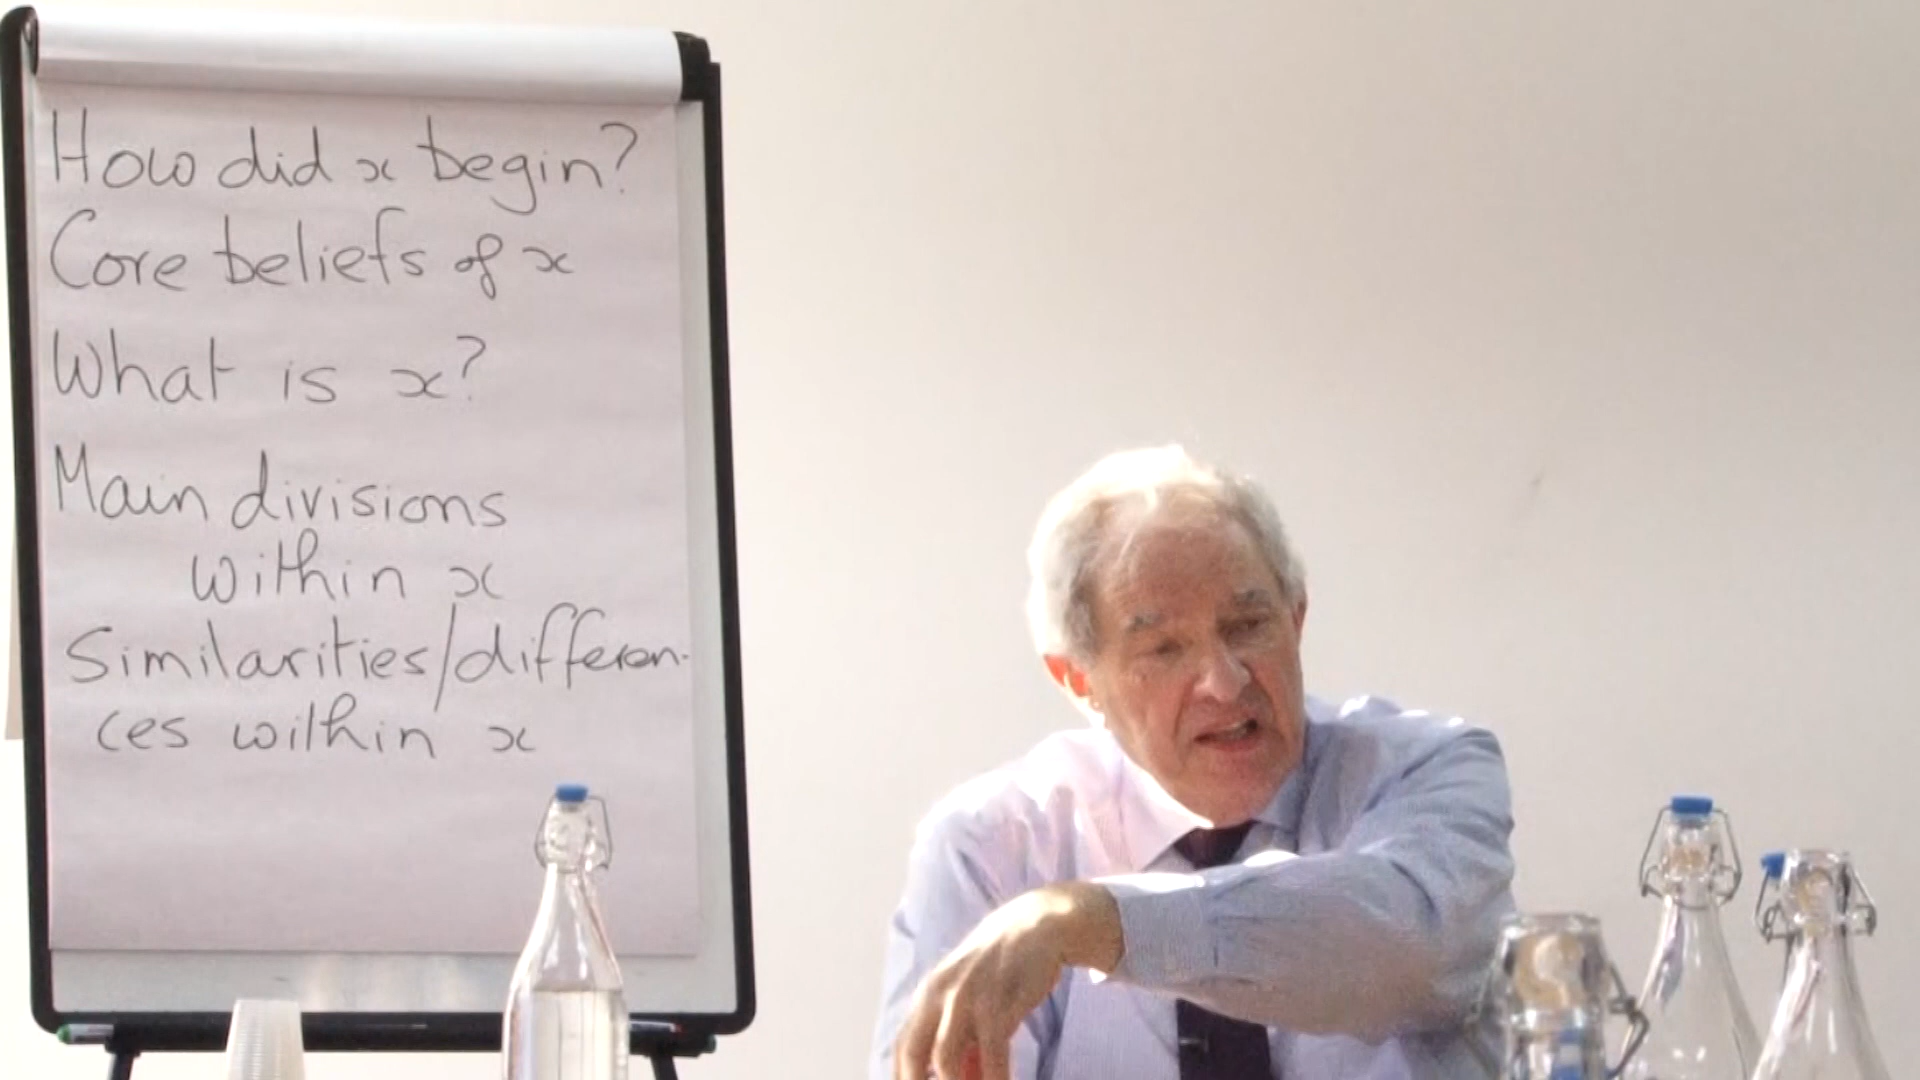 How did x begin?
Core beliefs of x
What is x?
Main divisions
within x
Similarities/differen-
ces within x